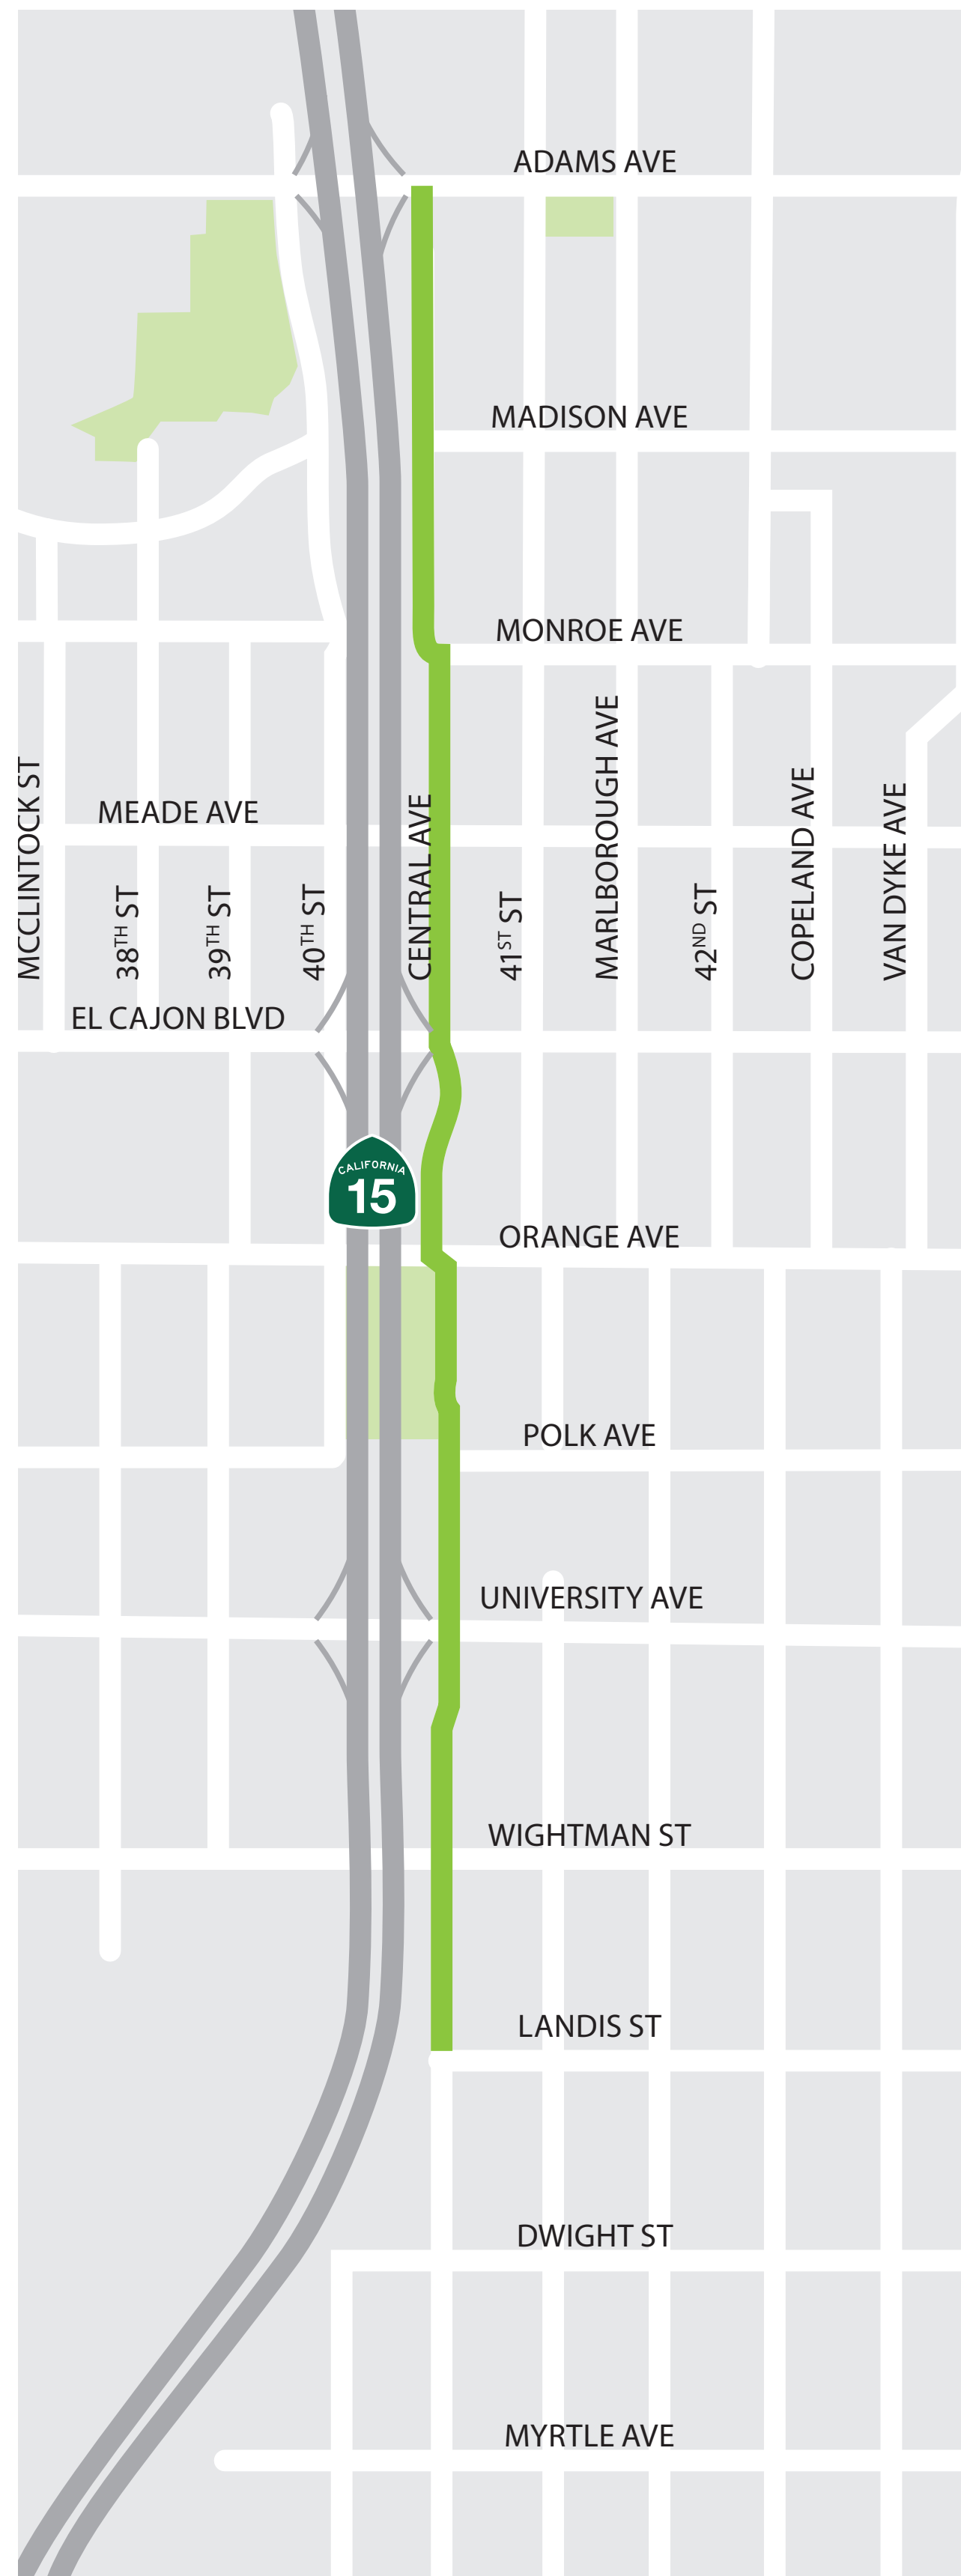 ADAMS AVE
MADISON AVE
MONROE AVE
MEADE AVE
MCCLINTOCK ST
38TH ST
39TH ST
40TH ST
CENTRAL AVE
41ST ST
MARLBOROUGH AVE
42ND ST
COPELAND AVE
VAN DYKE AVE
EL CAJON BLVD
CALIFORNIA
15
ORANGE AVE
POLK AVE
UNIVERSITY AVE
WIGHTMAN ST
LANDIS ST
DWIGHT ST
MYRTLE AVE